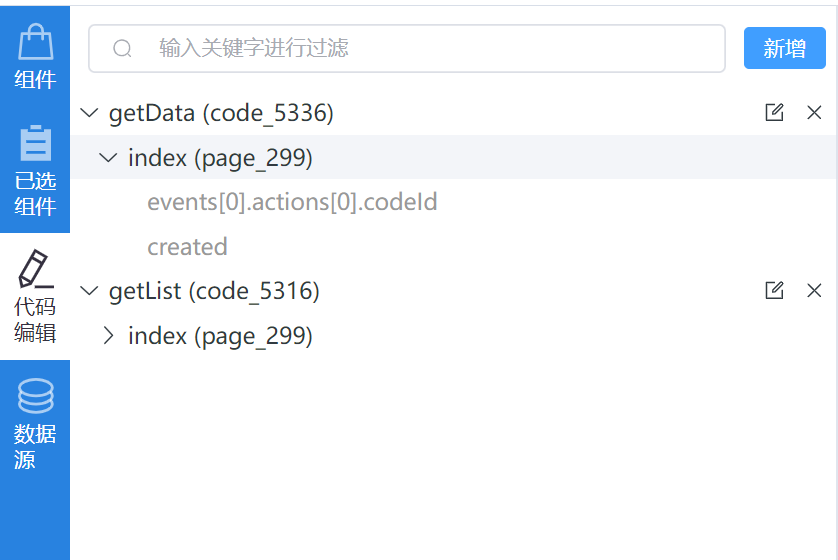 组件
已选
组件
代码
编辑
数据
源
输入关键字进行过滤
新增
getData (code_5336)
index (page_299)
events[0].actions[0].codeId
created
getList (code_5316)
index (page_299)